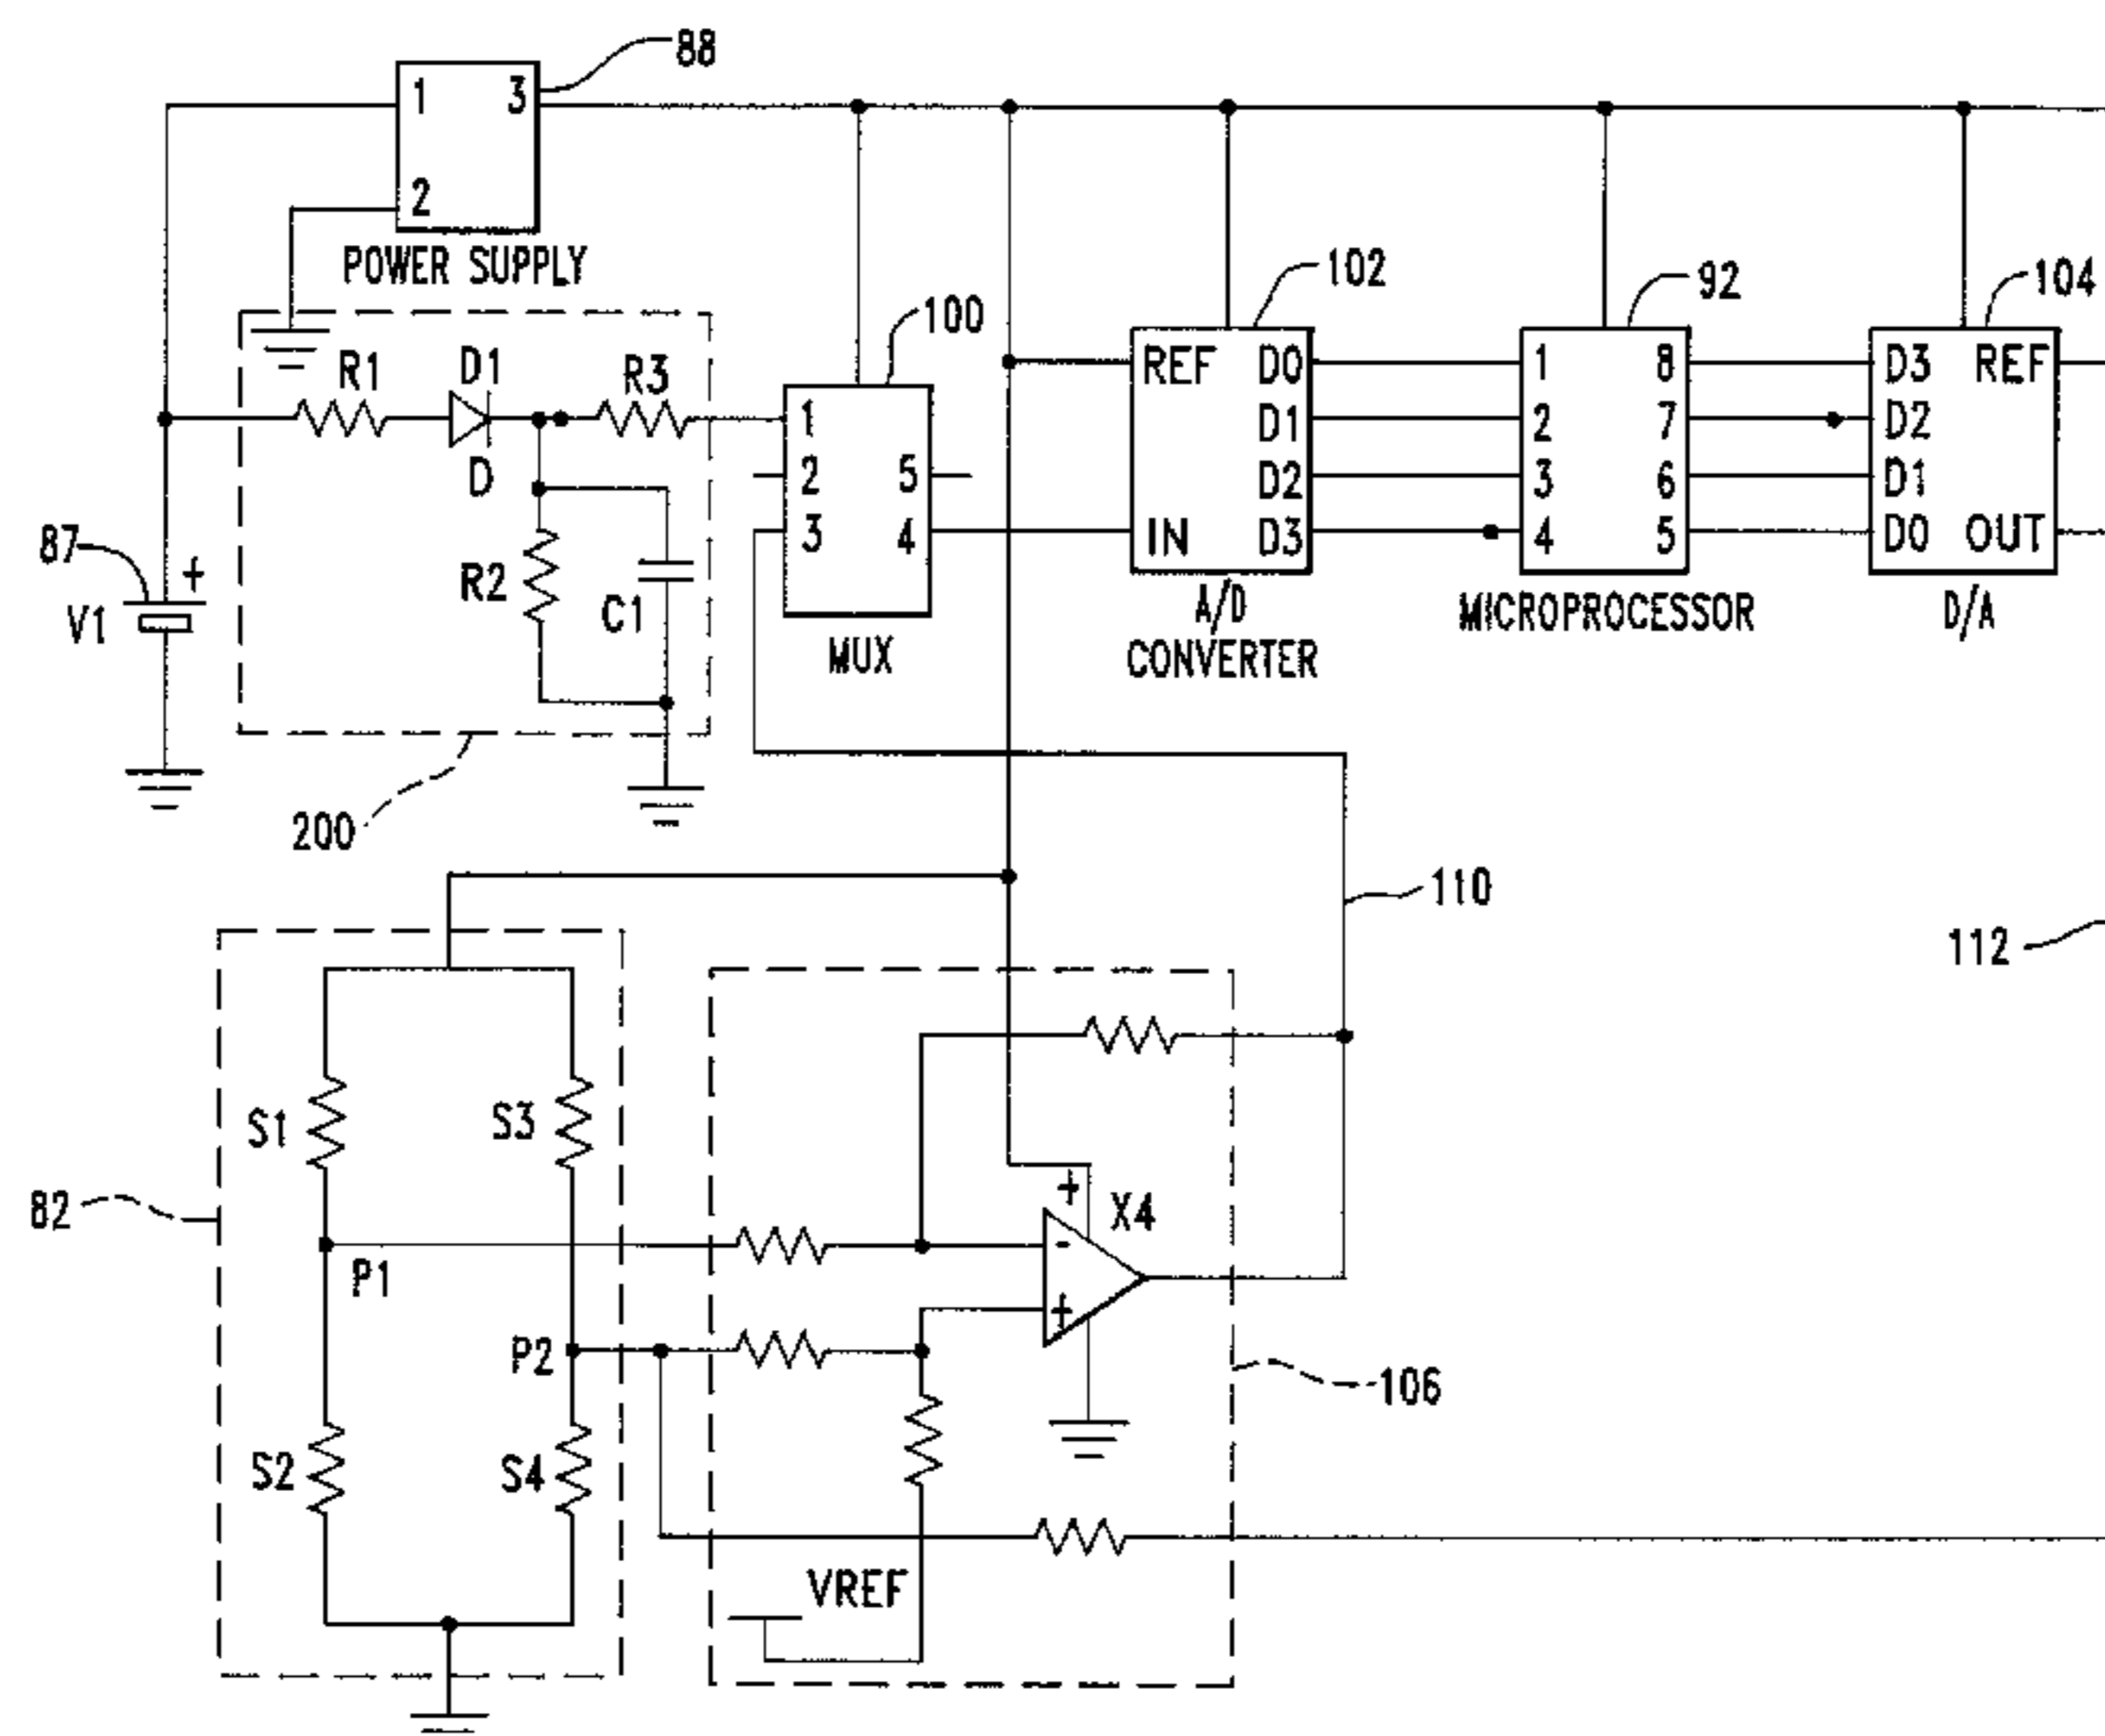 88
1 3
2
POWER SUPPLY
102
92
104
100
R1 D1 R3
D
1
2 5
3 4
MUX
REF D0
D1
D2
IN D3
A/D
CONVERTER
1 8
2 7
3 6
4 5
MICROPROCESSOR
D3 REF
D2
D1
D0 OUT
D/A
87
+
V1
R2
C1
200
110
112
S1 S3
82
P1
P2
S2 S4
+
X4
-
+
106
VREF